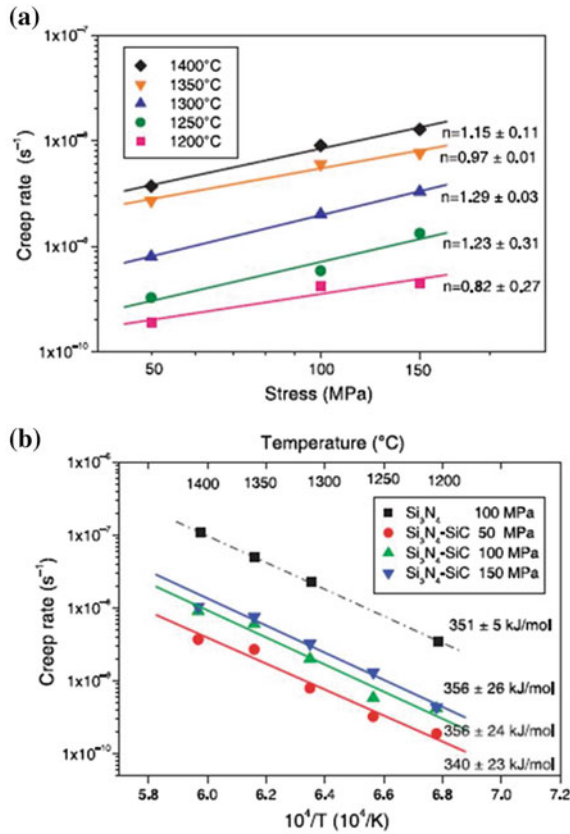 (a)
1x10⁻⁷
1x10⁻⁸
1x10⁻⁹
1x10⁻¹⁰
Creep rate (s⁻¹)
1400°C
1350°C
1300°C
1250°C
1200°C
n=1.15 ± 0.11
n=0.97 ± 0.01
n=1.29 ± 0.03
n=1.23 ± 0.31
n=0.82 ± 0.27
50 100 150
Stress (MPa)
(b)
Temperature (°C)
1400 1350 1300 1250 1200
1x10⁻⁶
1x10⁻⁷
1x10⁻⁸
1x10⁻⁹
1x10⁻¹⁰
Creep rate (s⁻¹)
Si₃N₄ 100 MPa
Si₃N₄-SiC 50 MPa
Si₃N₄-SiC 100 MPa
Si₃N₄-SiC 150 MPa
351 ± 5 kJ/mol
356 ± 26 kJ/mol
356 ± 24 kJ/mol
340 ± 23 kJ/mol
5.8 6.0 6.2 6.4 6.6 6.8 7.0 7.2
10⁴/T (10⁴/K)